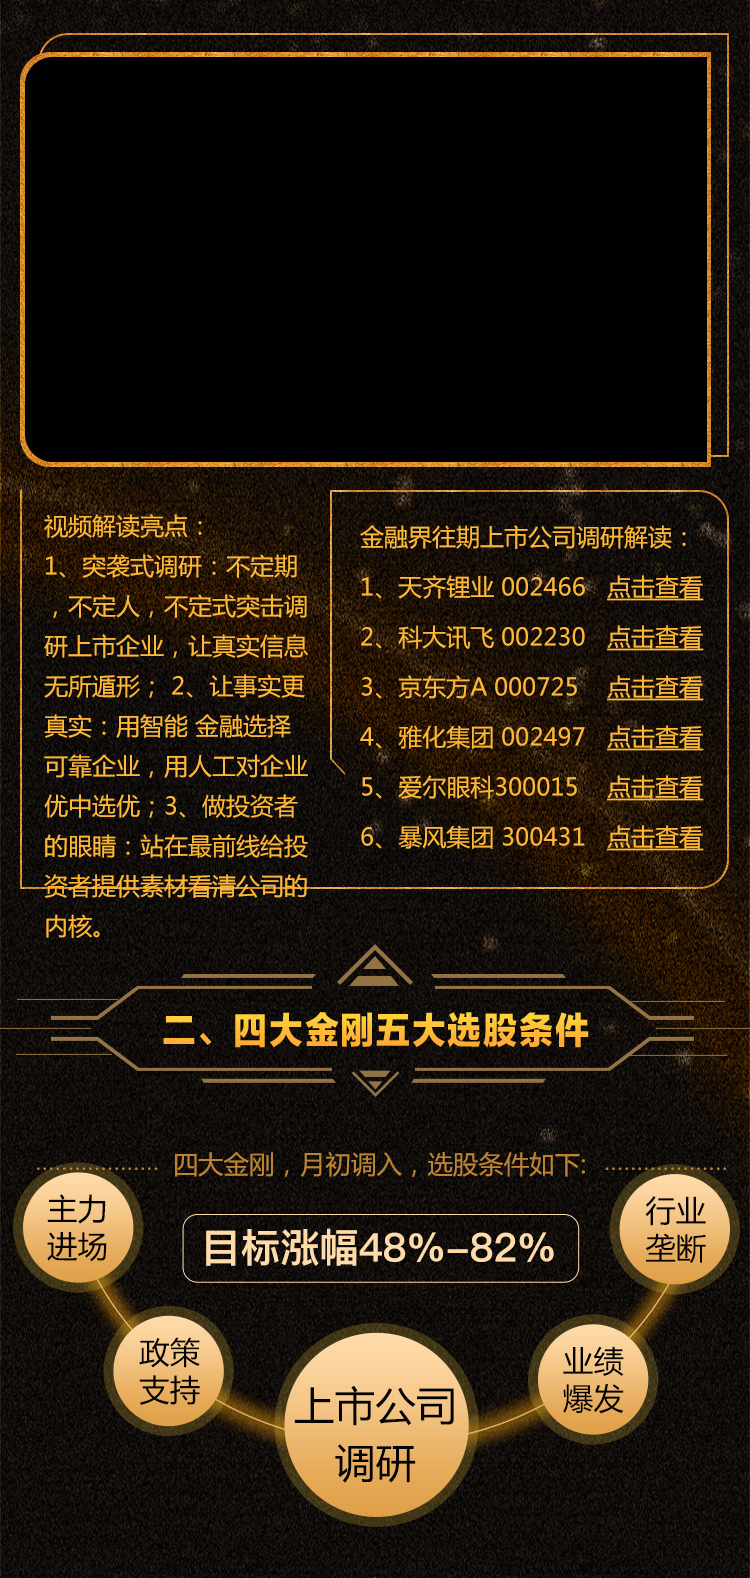 视频解读亮点：
1、突袭式调研：不定期
，不定人，不定式突击调
研上市企业，让真实信息
无所遁形； 2、让事实更
真实：用智能 金融选择
可靠企业，用人工对企业
优中选优；3、做投资者
的眼睛：站在最前线给投
资者提供素材看清公司的
内核。
金融界往期上市公司调研解读：
1、天齐锂业 002466 点击查看
2、科大讯飞 002230 点击查看
3、京东方A 000725 点击查看
4、雅化集团 002497 点击查看
5、爱尔眼科300015 点击查看
6、暴风集团 300431 点击查看
二、四大金刚五大选股条件
四大金刚，月初调入，选股条件如下:
目标涨幅48%-82%
主力
进场
政策
支持
上市公司
调研
业绩
爆发
行业
垄断